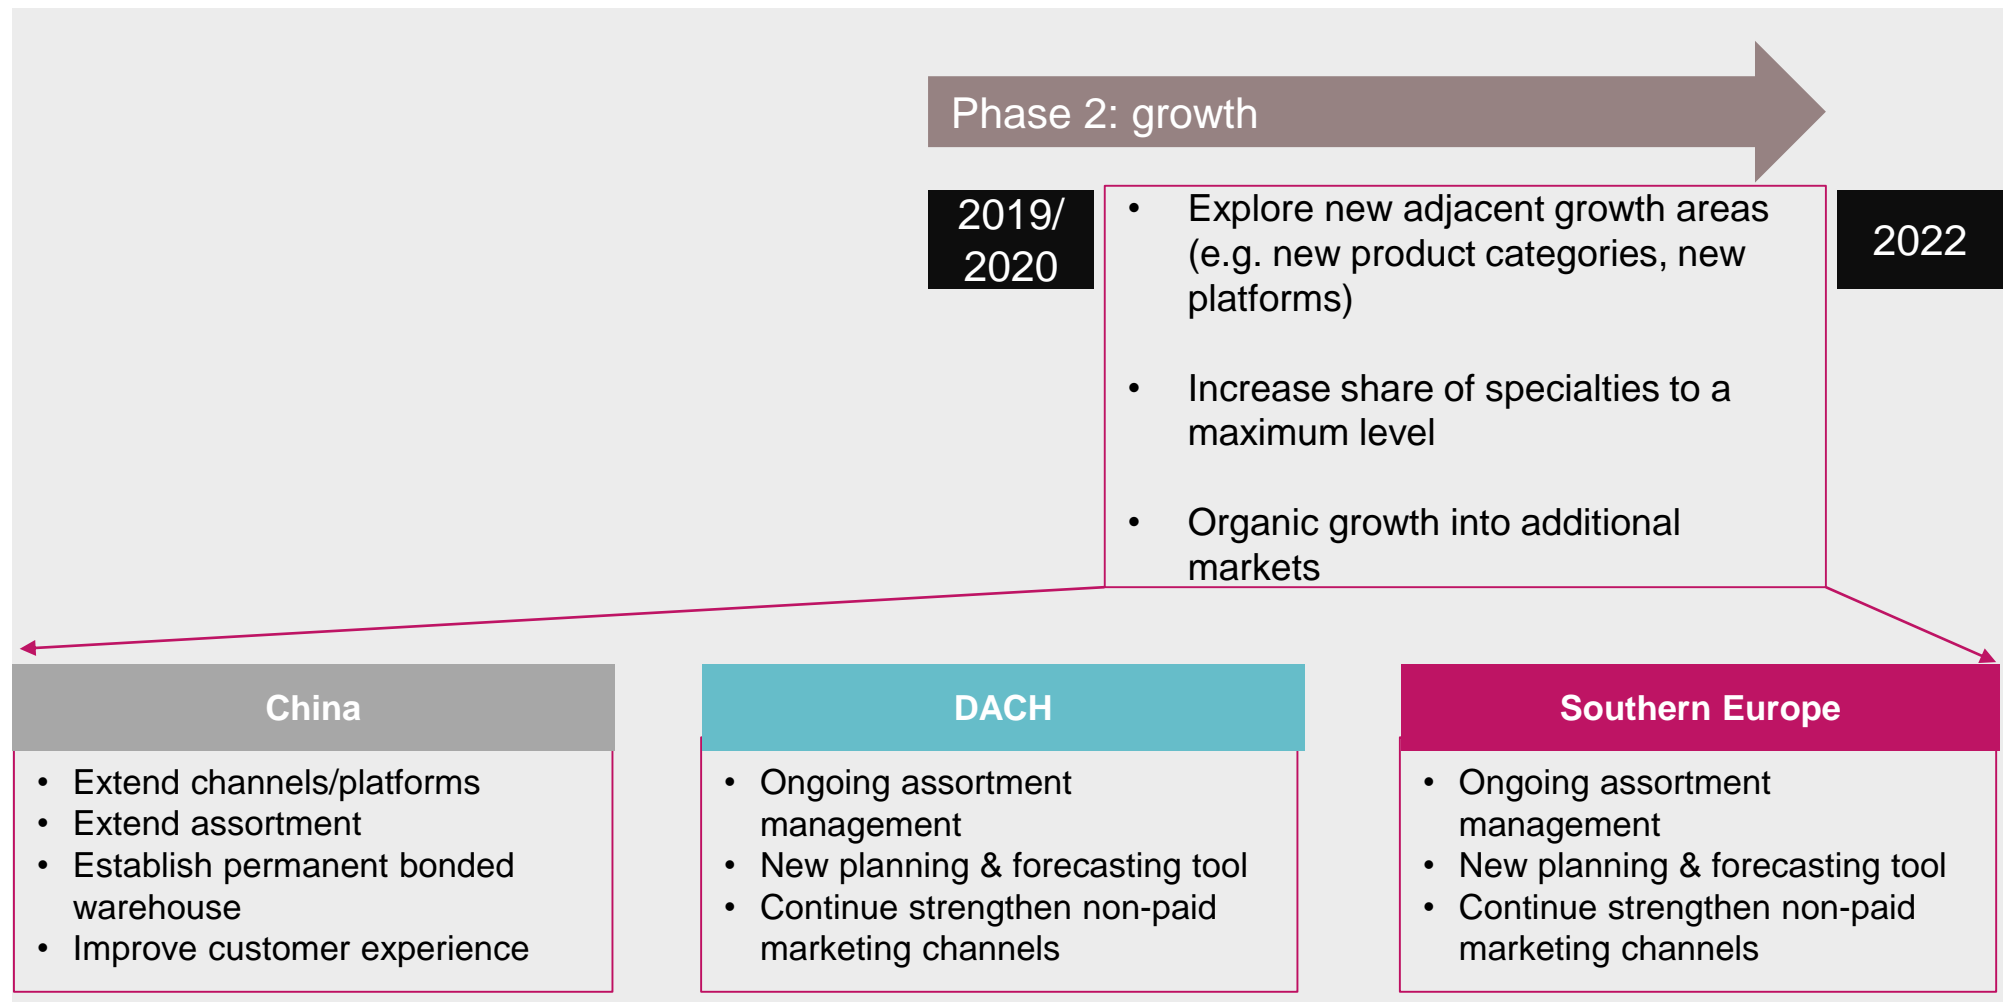 Phase 2: growth
2019/
2020
• Explore new adjacent growth areas
(e.g. new product categories, new
platforms)
• Increase share of specialties to a
maximum level
• Organic growth into additional
markets
2022
China
• Extend channels/platforms
• Extend assortment
• Establish permanent bonded
warehouse
• Improve customer experience
DACH
• Ongoing assortment
management
• New planning & forecasting tool
• Continue strengthen non-paid
marketing channels
Southern Europe
• Ongoing assortment
management
• New planning & forecasting tool
• Continue strengthen non-paid
marketing channels